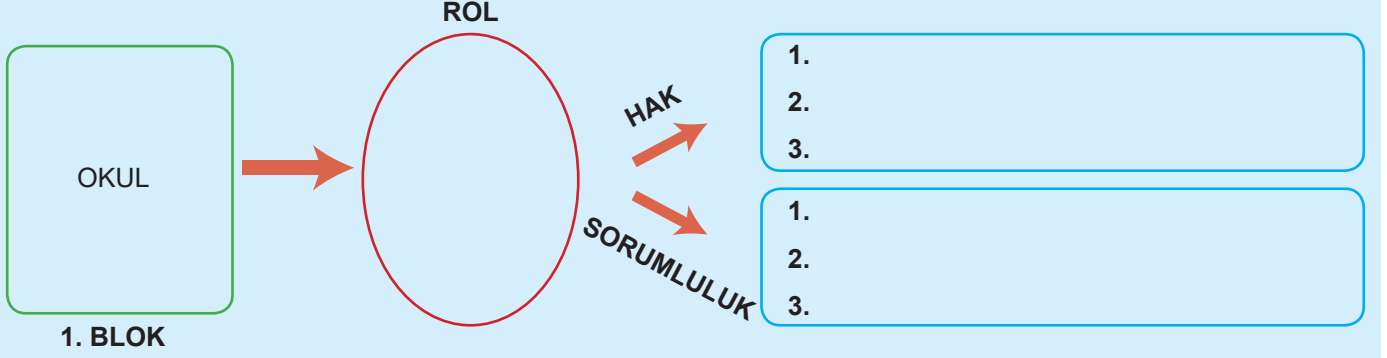 ROL
OKUL
1. BLOK
HAK
1.
2.
3.
SORUMLULUK
1.
2.
3.